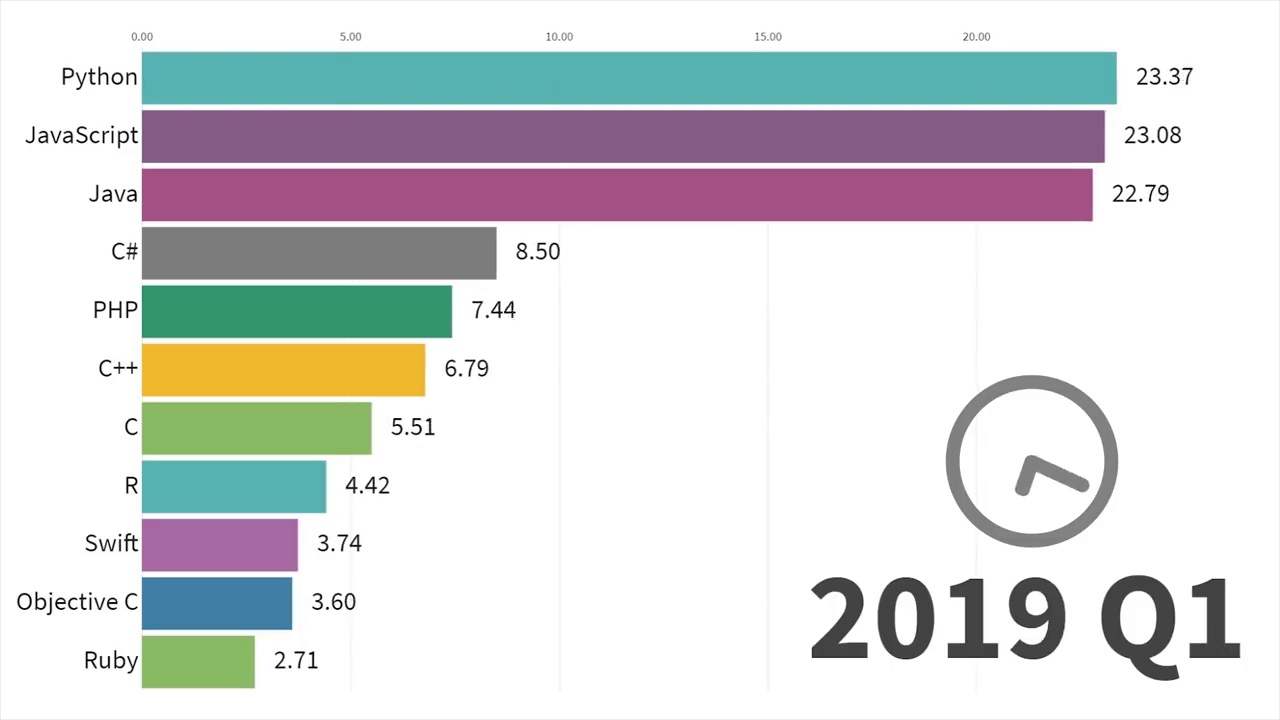 0.00 5.00 10.00 15.00 20.00
Python 23.37
JavaScript 23.08
Java 22.79
C# 8.50
PHP 7.44
C++ 6.79
C 5.51
R 4.42
Swift 3.74
Objective C 3.60
Ruby 2.71
2019 Q1